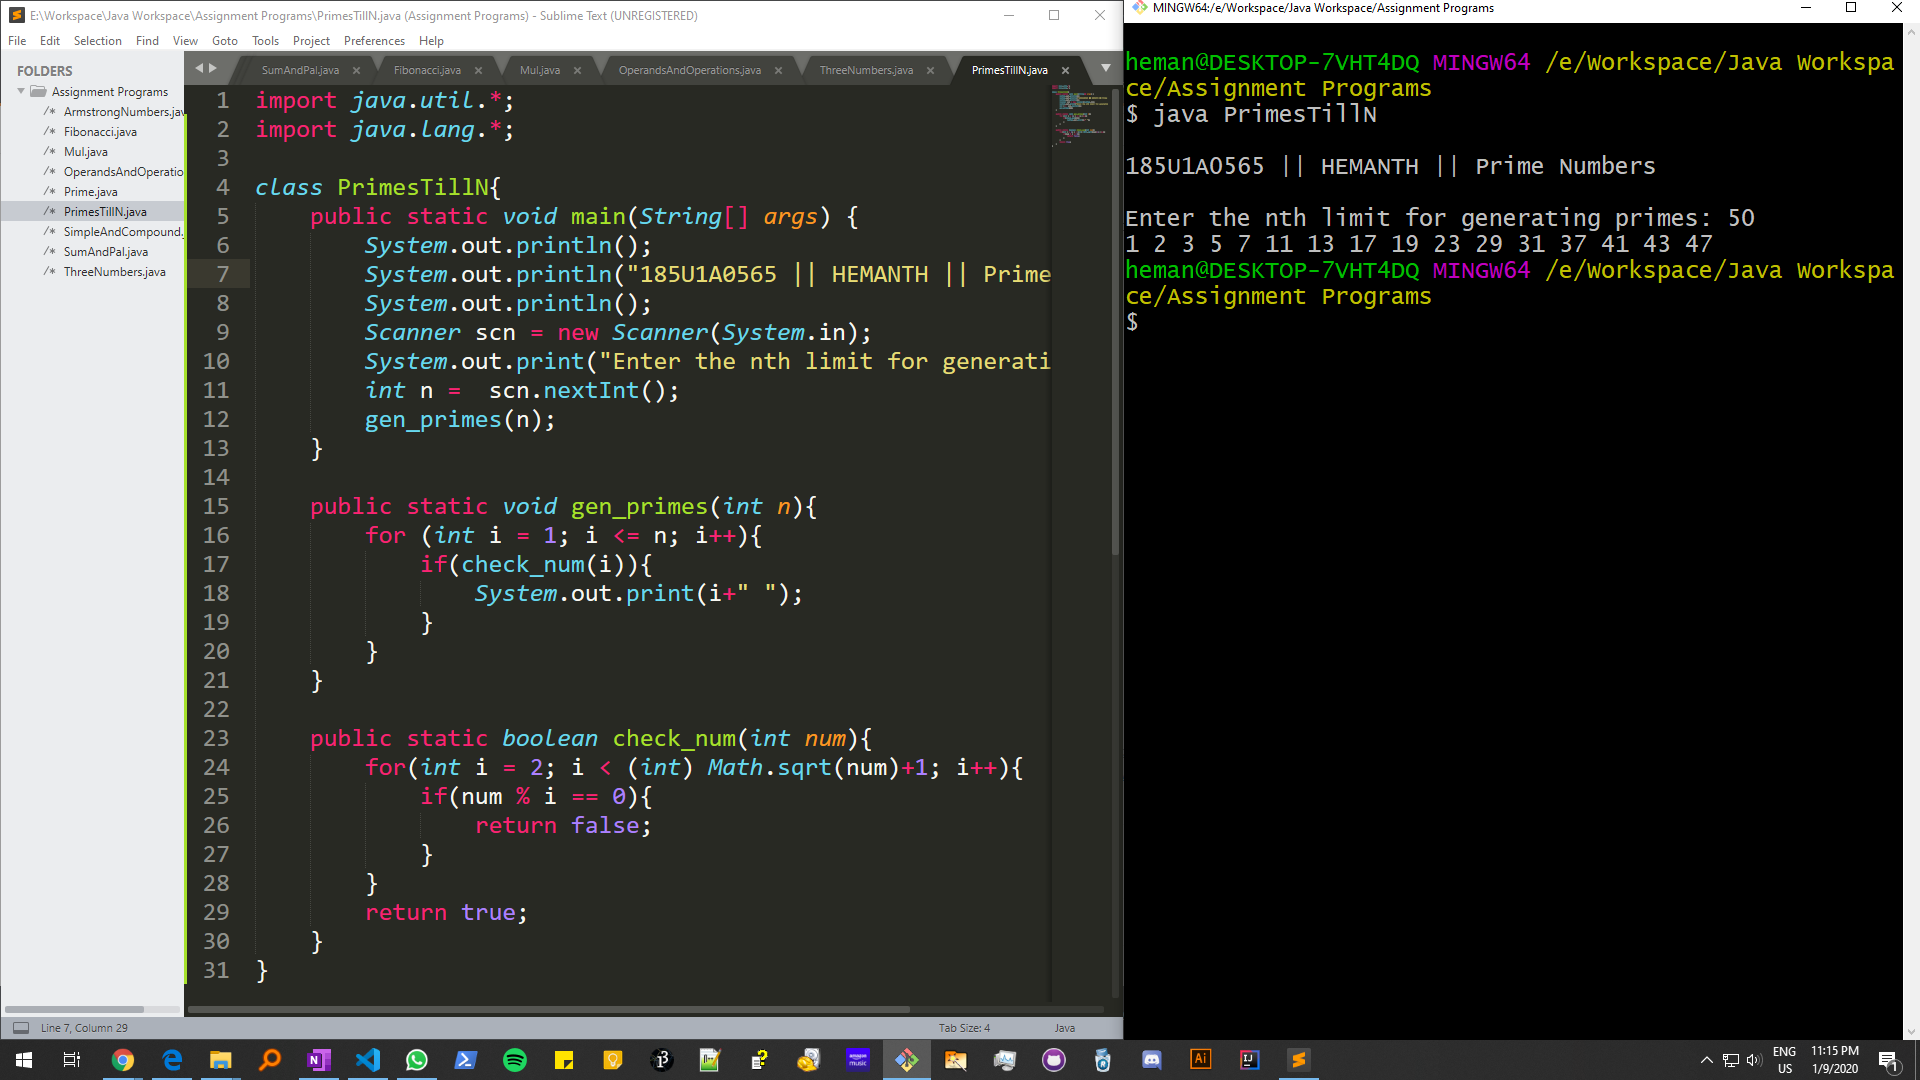 E:\Workspace\Java Workspace\Assignment Programs\PrimesTillN.java (Assignment Programs) - Sublime Text (UNREGISTERED)
File Edit Selection Find View Goto Tools Project Preferences Help
FOLDERS
Assignment Programs
/* ArmstrongNumbers.jav
/* Fibonacci.java
/* Mul.java
/* OperandsAndOperatio
/* Prime.java
/* PrimesTillN.java
/* SimpleAndCompound.
/* SumAndPal.java
/* ThreeNumbers.java
SumAndPal.java Fibonacci.java Mul.java OperandsAndOperations.java ThreeNumbers.java PrimesTillN.java
1 import java.util.*;
2 import java.lang.*;
3
4 class PrimesTillN{
5 public static void main(String[] args) {
6 System.out.println();
7 System.out.println("185U1A0565 || HEMANTH || Prime
8 System.out.println();
9 Scanner scn = new Scanner(System.in);
10 System.out.print("Enter the nth limit for generati
11 int n =  scn.nextInt();
12 gen_primes(n);
13 }
14
15 public static void gen_primes(int n){
16 for (int i = 1; i <= n; i++){
17 if(check_num(i)){
18 System.out.print(i+" ");
19 }
20 }
21 }
22
23 public static boolean check_num(int num){
24 for(int i = 2; i < (int) Math.sqrt(num)+1; i++){
25 if(num % i == 0){
26 return false;
27 }
28 }
29 return true;
30 }
31 }
Line 7, Column 29 Tab Size: 4 Java
MINGW64:/e/Workspace/Java Workspace/Assignment Programs
heman@DESKTOP-7VHT4DQ MINGW64 /e/Workspace/Java Workspa
ce/Assignment Programs
$ java PrimesTillN
185U1A0565 || HEMANTH || Prime Numbers
Enter the nth limit for generating primes: 50
1 2 3 5 7 11 13 17 19 23 29 31 37 41 43 47
heman@DESKTOP-7VHT4DQ MINGW64 /e/Workspace/Java Workspa
ce/Assignment Programs
$
ENG
US
11:15 PM
1/9/2020